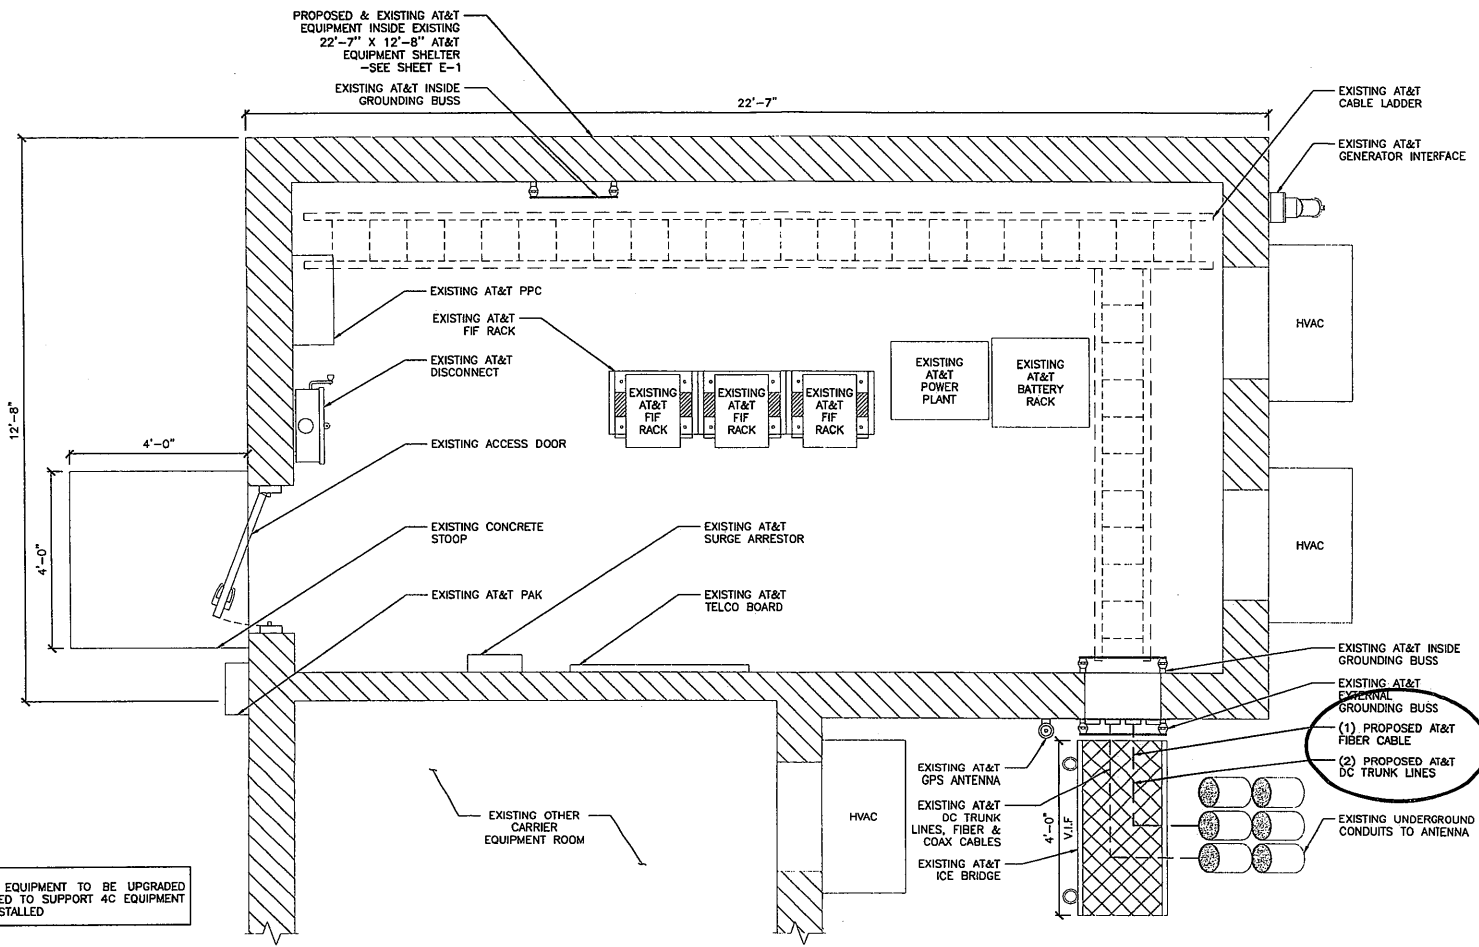 PROPOSED & EXISTING AT&T
EQUIPMENT INSIDE EXISTING
22'-7" X 12'-8" AT&T
EQUIPMENT SHELTER
-SEE SHEET E-1
EXISTING AT&T INSIDE
GROUNDING BUSS
22'-7"
EXISTING AT&T
CABLE LADDER
EXISTING AT&T
GENERATOR INTERFACE
EXISTING AT&T PPC
EXISTING AT&T
FIF RACK
EXISTING AT&T
DISCONNECT
EXISTING
AT&T
FIF
RACK
EXISTING
AT&T
FIF
RACK
EXISTING
AT&T
FIF
RACK
EXISTING
AT&T
POWER
PLANT
EXISTING
AT&T
BATTERY
RACK
HVAC
12'-8"
4'-0"
EXISTING ACCESS DOOR
4'-0"
EXISTING CONCRETE
STOOP
EXISTING AT&T
SURGE ARRESTOR
HVAC
EXISTING AT&T PAK
EXISTING AT&T
TELCO BOARD
EXISTING AT&T INSIDE
GROUNDING BUSS
EXISTING AT&T
EXTERNAL
GROUNDING BUSS
(1) PROPOSED AT&T
FIBER CABLE
(2) PROPOSED AT&T
DC TRUNK LINES
EXISTING AT&T
GPS ANTENNA
EXISTING AT&T
DC TRUNK
LINES, FIBER &
COAX CABLES
EXISTING AT&T
ICE BRIDGE
4'-0"
V.I.F
EXISTING UNDERGROUND
CONDUITS TO ANTENNA
HVAC
EXISTING OTHER
CARRIER
EQUIPMENT ROOM
EQUIPMENT TO BE UPGRADED
ED TO SUPPORT 4C EQUIPMENT
STALLED